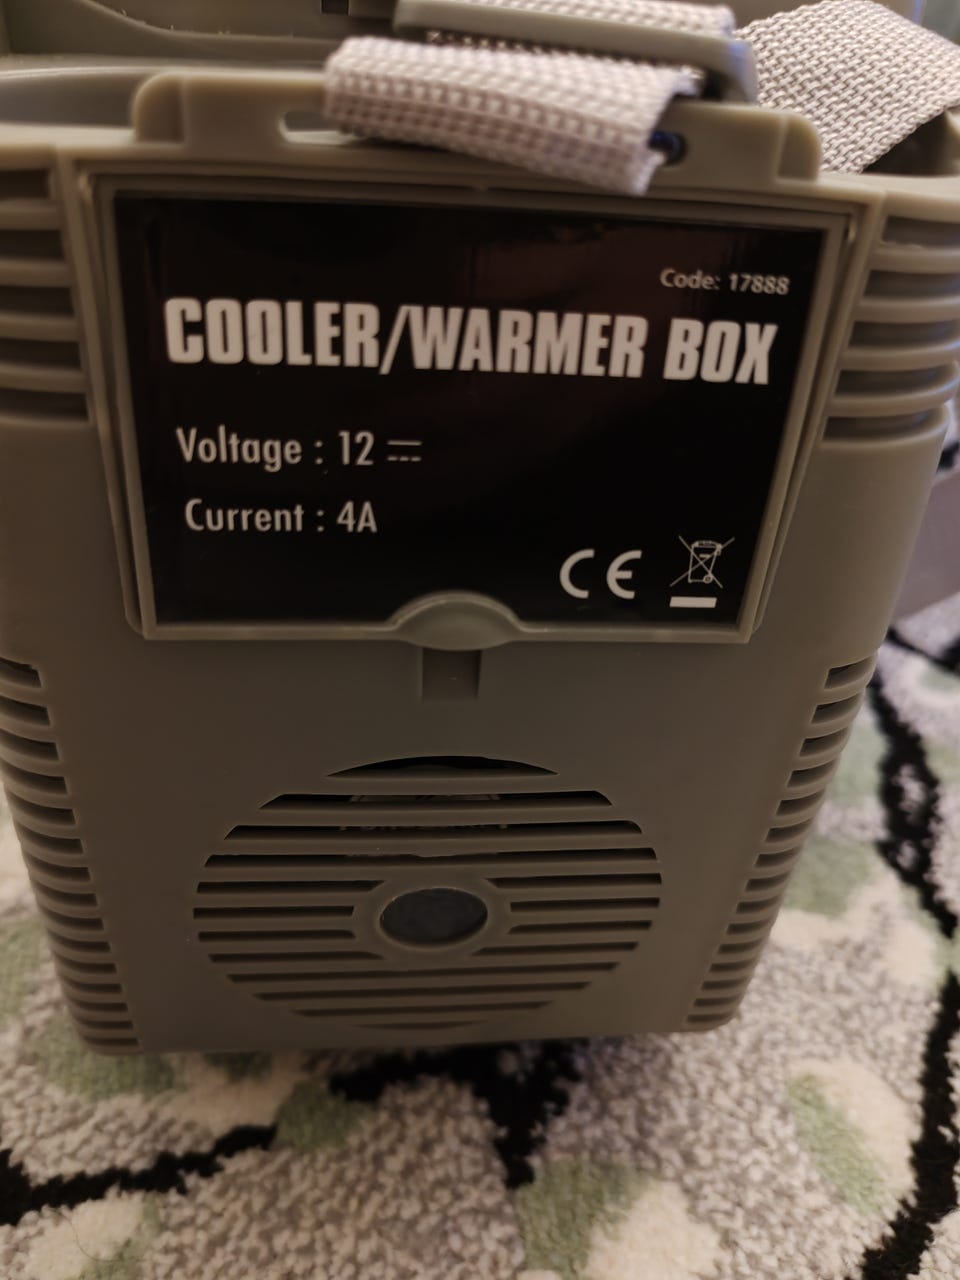 Code: 17888
COOLER/WARMER BOX
Voltage : 12 ⎓
Current : 4A
CE